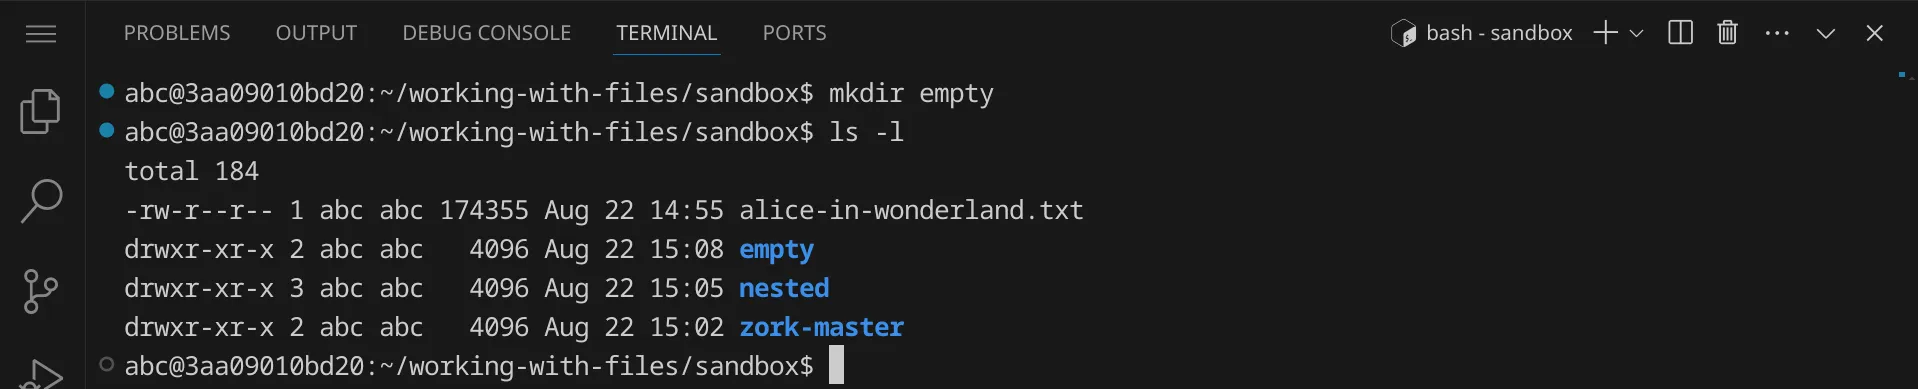 PROBLEMS OUTPUT DEBUG CONSOLE TERMINAL PORTS bash - sandbox
abc@3aa09010bd20:~/working-with-files/sandbox$ mkdir empty
abc@3aa09010bd20:~/working-with-files/sandbox$ ls -l
total 184
-rw-r--r-- 1 abc abc 174355 Aug 22 14:55 alice-in-wonderland.txt
drwxr-xr-x 2 abc abc   4096 Aug 22 15:08 empty
drwxr-xr-x 3 abc abc   4096 Aug 22 15:05 nested
drwxr-xr-x 2 abc abc   4096 Aug 22 15:02 zork-master
abc@3aa09010bd20:~/working-with-files/sandbox$